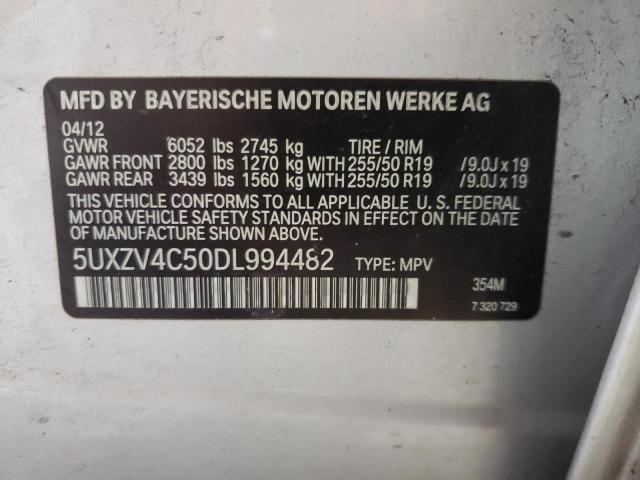 MFD BY BAYERISCHE MOTOREN WERKE AG
04/12
GVWR 6052 lbs 2745 kg TIRE / RIM
GAWR FRONT 2800 lbs 1270 kg WITH 255/50 R19 /9.0J x 19
GAWR REAR 3439 lbs 1560 kg WITH 255/50 R19 /9.0J x 19
THIS VEHICLE CONFORMS TO ALL APPLICABLE U. S. FEDERAL
MOTOR VEHICLE SAFETY STANDARDS IN EFFECT ON THE DATE
OF MANUFACTURE SHOWN ABOVE.
5UXZV4C50DL994482 TYPE: MPV
354M
7 320 729